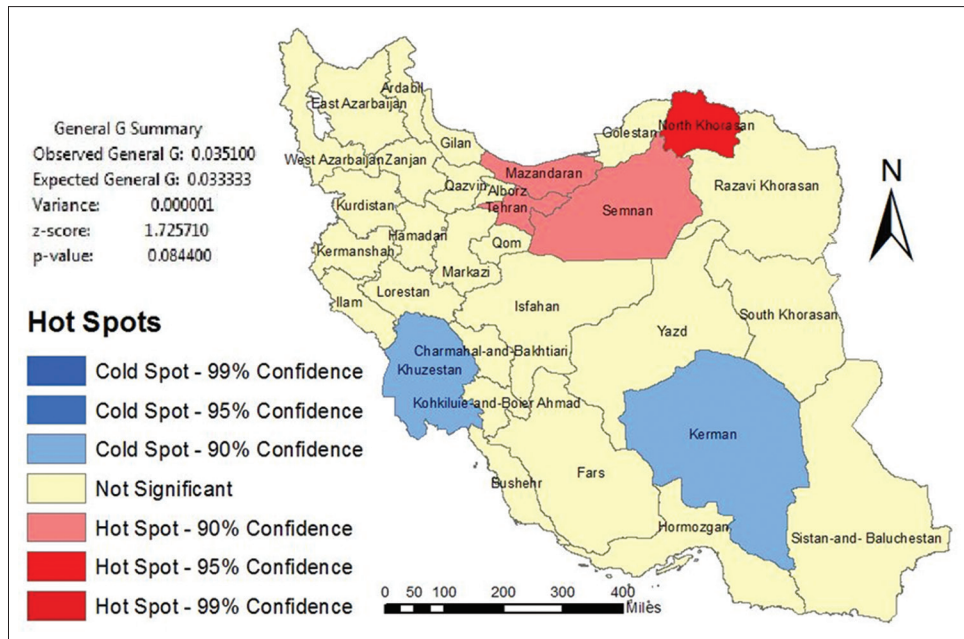 General G Summary
Observed General G: 0.035100
Expected General G: 0.033333
Variance: 0.000001
z-score: 1.725710
p-value: 0.084400
Hot Spots
Cold Spot - 99% Confidence
Cold Spot - 95% Confidence
Cold Spot - 90% Confidence
Not Significant
Hot Spot - 90% Confidence
Hot Spot - 95% Confidence
Hot Spot - 99% Confidence
Ardabil
East Azarbaijan
North Khorasan
Golestan
Gilan
West Azarbaijan
Zanjan
Mazandaran
Razavi Khorasan
Qazvin
Alborz
Tehran
Semnan
Kurdistan
Hamadan
Qom
Kermanshah
Markazi
Ilam
Lorestan
Isfahan
South Khorasan
Yazd
Charmahal-and-Bakhtiari
Khuzestan
Kohkiluie-and-Boier Ahmad
Kerman
Fars
Bushehr
Hormozgan
Sistan-and- Baluchestan
N
0 50 100 200 300 400
Miles